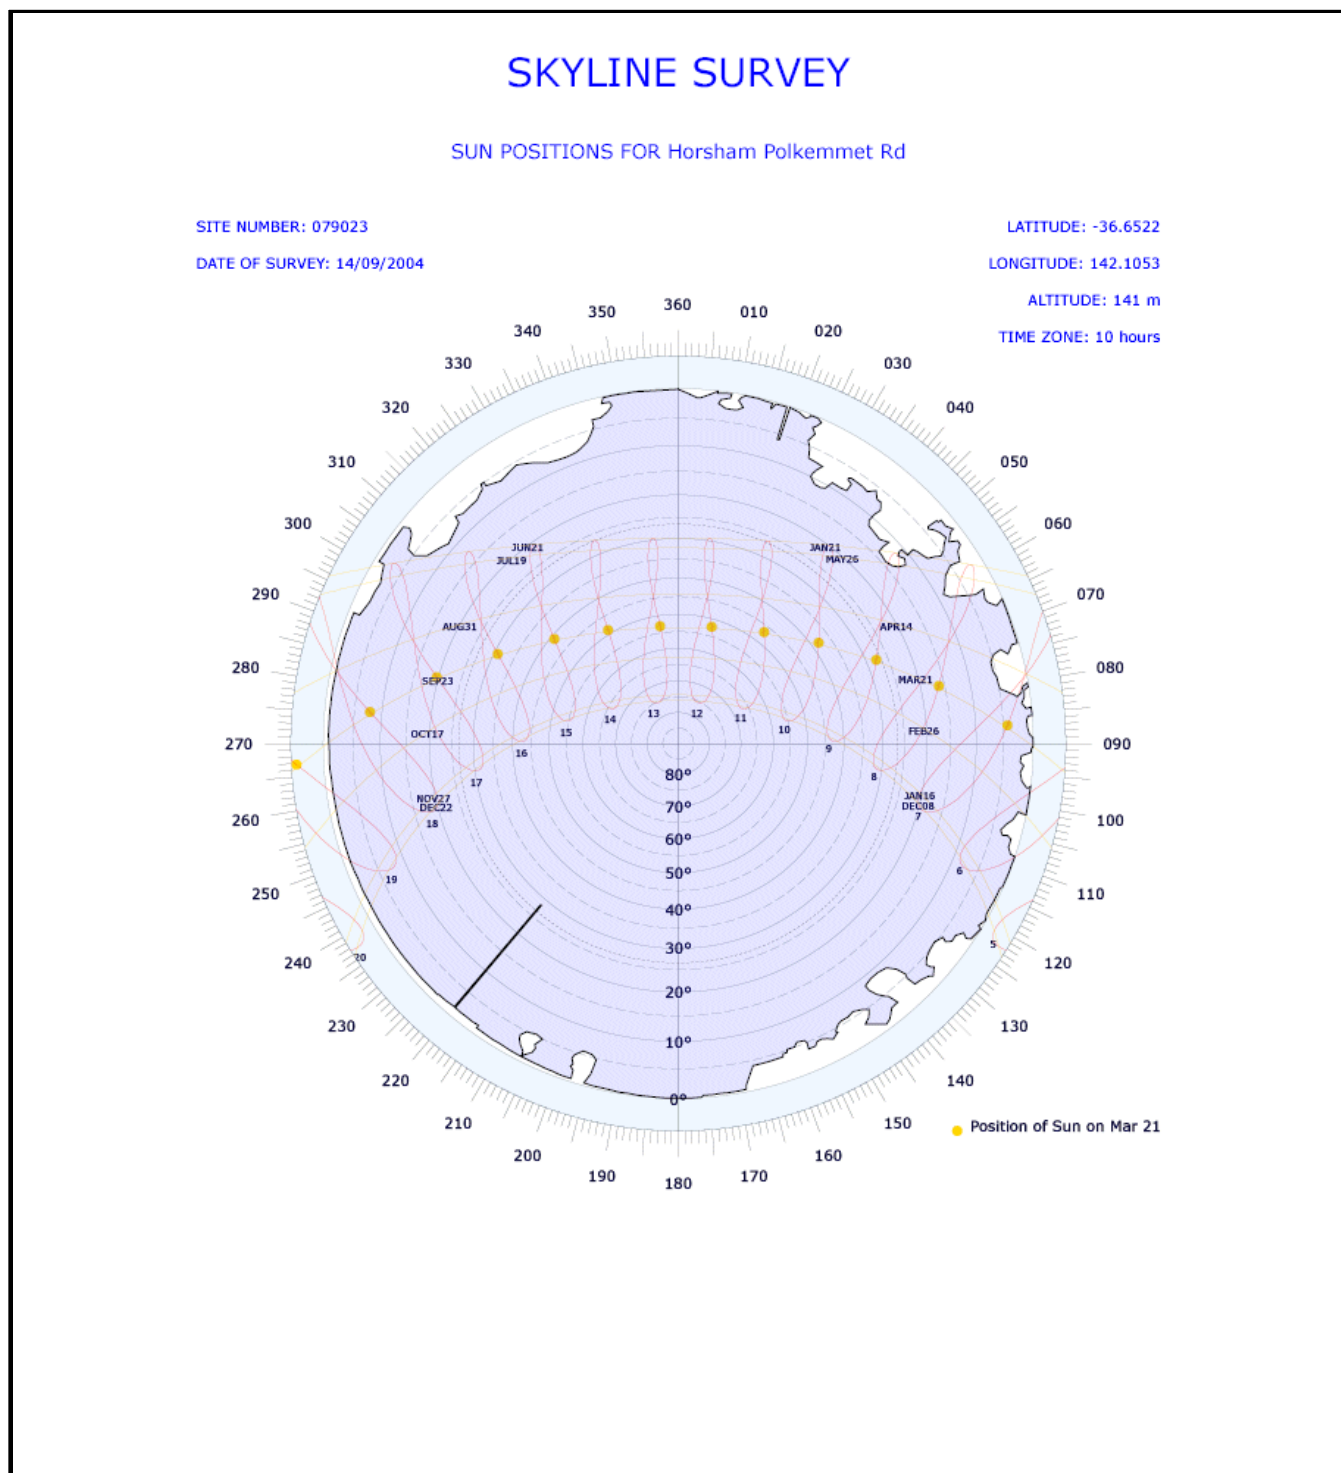 SKYLINE SURVEY
SUN POSITIONS FOR Horsham Polkemmet Rd
SITE NUMBER: 079023
LATITUDE: -36.6522
DATE OF SURVEY: 14/09/2004
LONGITUDE: 142.1053
ALTITUDE: 141 m
TIME ZONE: 10 hours
360
350
010
340
020
330
030
320
040
310
050
300
060
290
070
280
080
270
090
260
100
250
110
240
120
230
130
220
140
210
150
200
160
190
170
180
JUN21
JAN21
JUL19
MAY26
AUG31
APR14
SEP23
MAR21
OCT17
FEB26
NOV27
JAN16
DEC22
DEC08
20
19
18
17
16
15
14
13
12
11
10
9
8
7
6
5
80°
70°
60°
50°
40°
30°
20°
10°
0°
Position of Sun on Mar 21